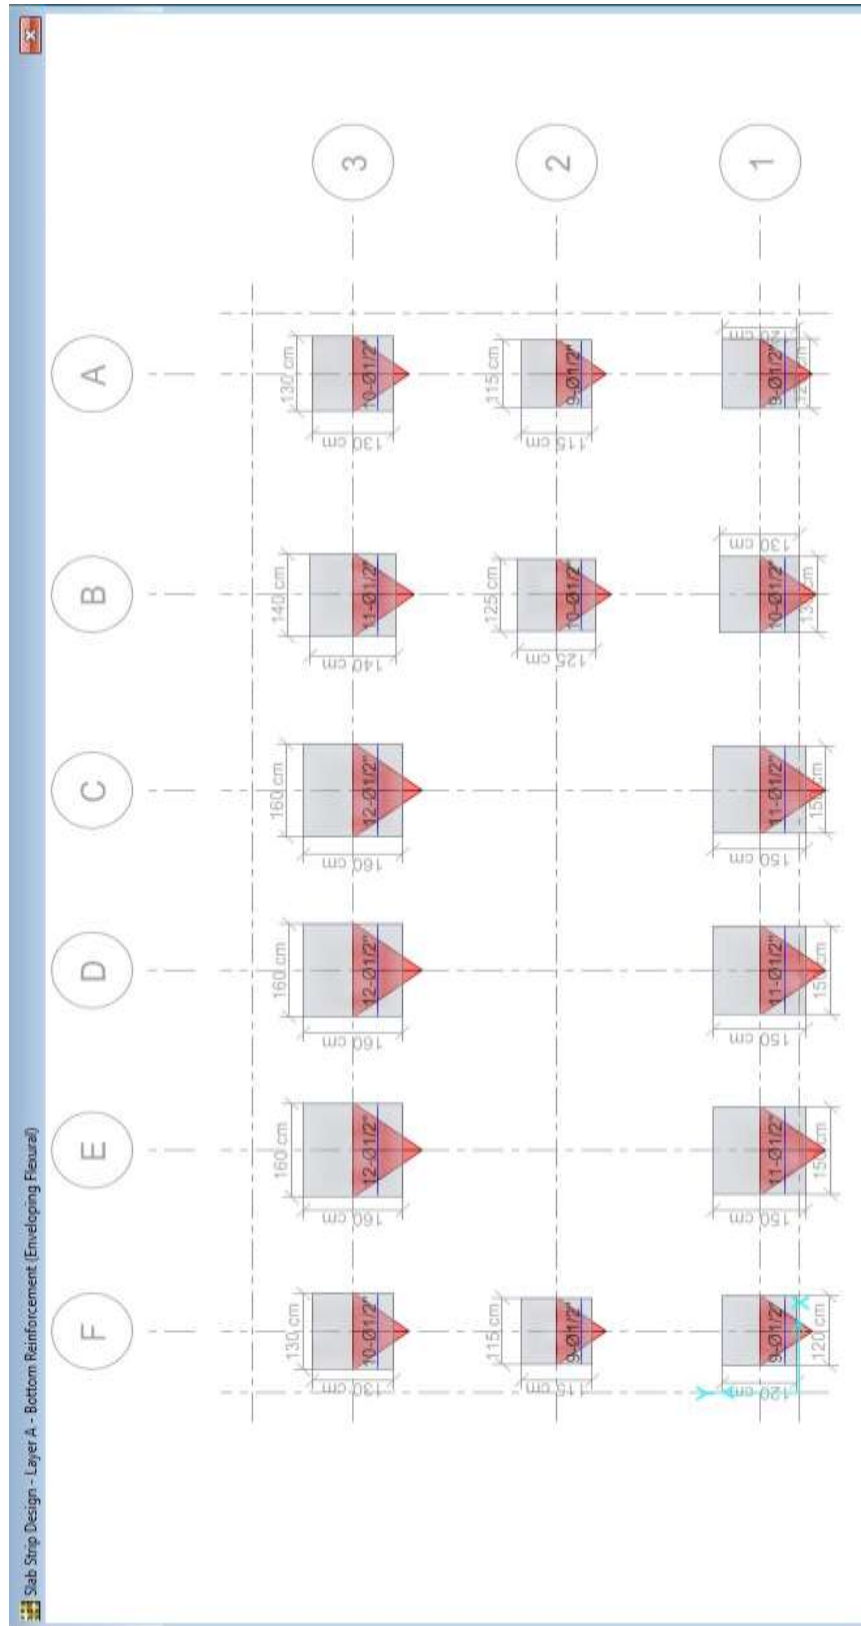 Slab Strip Design - Layer A - Bottom Reinforcement (Enveloping Flexural)
F E D C B A
130 cm 160 cm 160 cm 160 cm 140 cm 130 cm
130 cm 10-Ø1/2" 160 cm 12-Ø1/2" 160 cm 12-Ø1/2" 160 cm 12-Ø1/2" 140 cm 11-Ø1/2" 130 cm 10-Ø1/2" 3
115 cm 125 cm 115 cm
115 cm 9-Ø1/2" 125 cm 10-Ø1/2" 115 cm 9-Ø1/2" 2
Y
120 cm 9-Ø1/2" 150 cm 11-Ø1/2" 150 cm 11-Ø1/2" 150 cm 11-Ø1/2" 10-Ø1/2" 130 cm 9-Ø1/2" 120 cm 1
X
120 cm